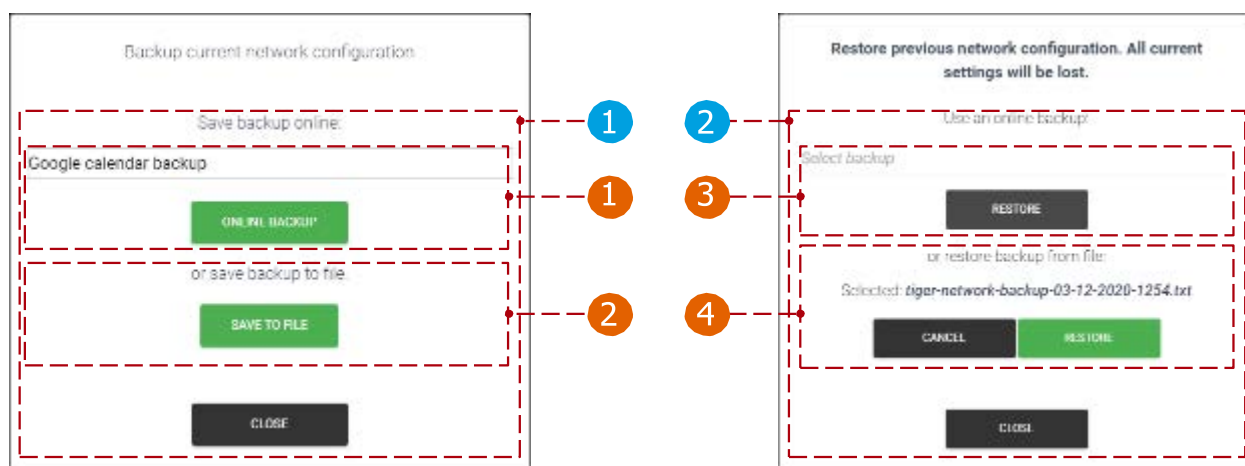 Backup current network configuration
Save backup online:
Google calendar backup
ONLINE BACKUP
or save backup to file
SAVE TO FILE
CLOSE
1
1
2
Restore previous network configuration. All current
settings will be lost.
Use an online backup:
Select backup
RESTORE
or restore backup from file:
Selected: tiger-network-backup-03-12-2020-1254.txt
CANCEL
RESTORE
CLOSE
2
3
4